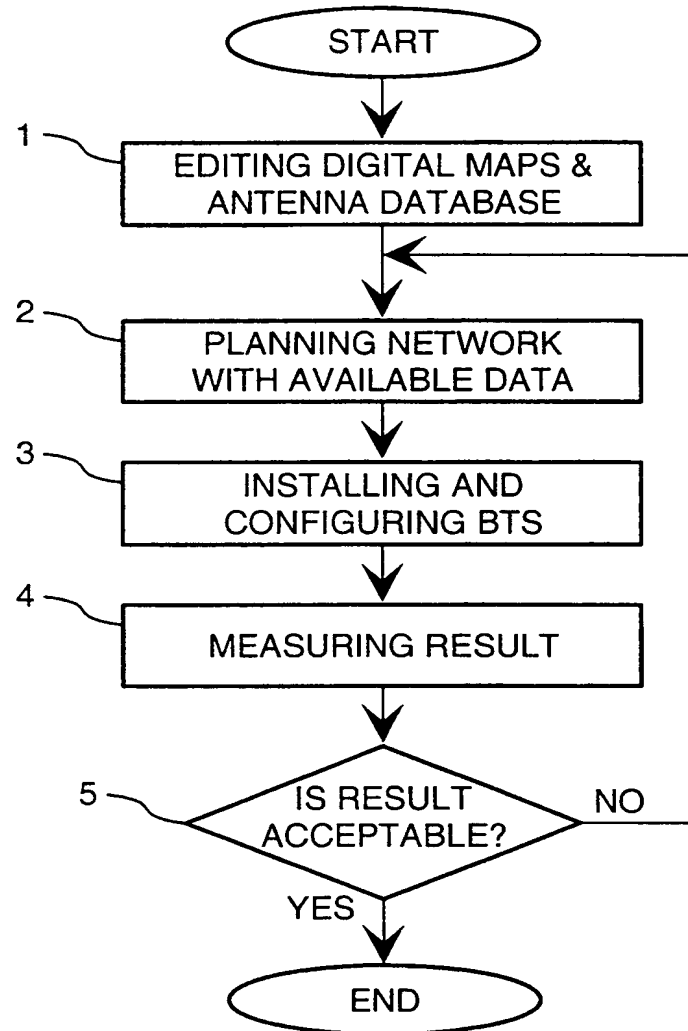 START
1
EDITING DIGITAL MAPS &
ANTENNA DATABASE
2
PLANNING NETWORK
WITH AVAILABLE DATA
3
INSTALLING AND
CONFIGURING BTS
4
MEASURING RESULT
5
IS RESULT
ACCEPTABLE?
NO
YES
END